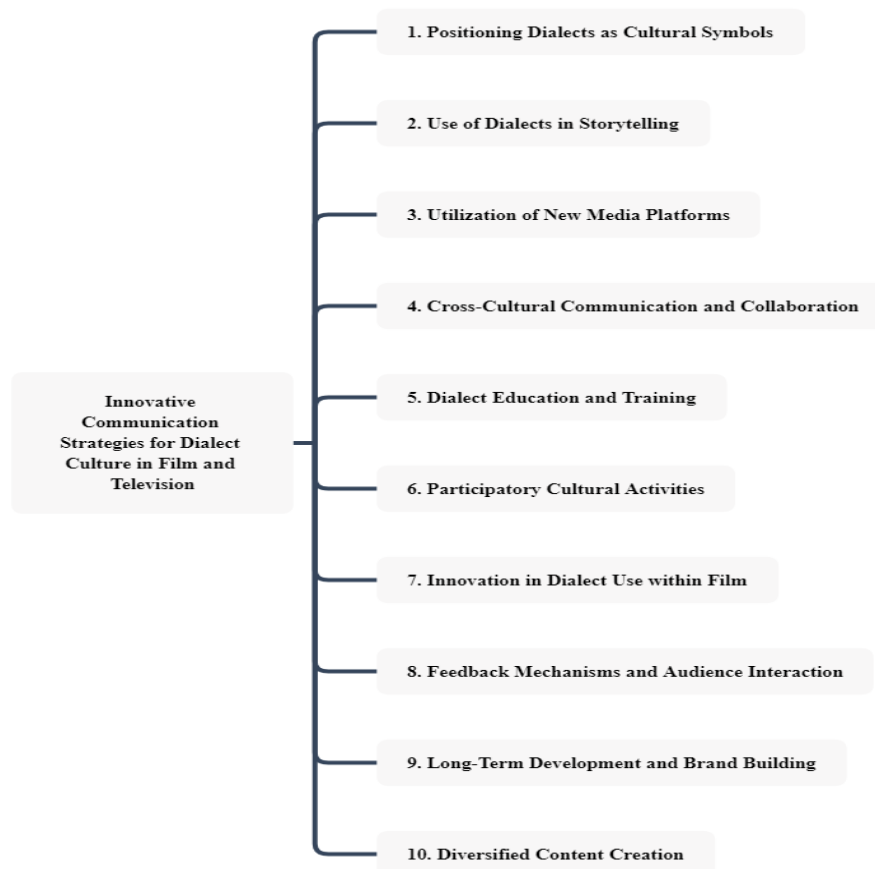 1. Positioning Dialects as Cultural Symbols
2. Use of Dialects in Storytelling
3. Utilization of New Media Platforms
4. Cross-Cultural Communication and Collaboration
Innovative
Communication
Strategies for Dialect
Culture in Film and
Television
5. Dialect Education and Training
6. Participatory Cultural Activities
7. Innovation in Dialect Use within Film
8. Feedback Mechanisms and Audience Interaction
9. Long-Term Development and Brand Building
10. Diversified Content Creation